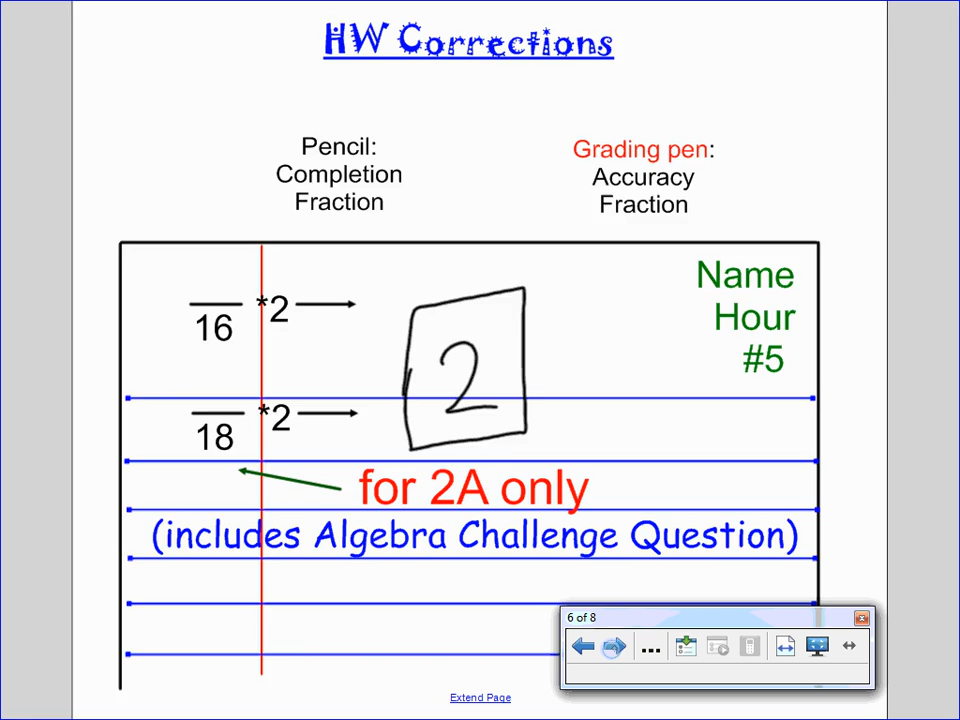 HW Corrections
Pencil:
Completion
Fraction
Grading pen:
Accuracy
Fraction
Name
Hour
#5
16 *2
2
18 *2
for 2A only
(includes Algebra Challenge Question)
6 of 8
...
Extend Page